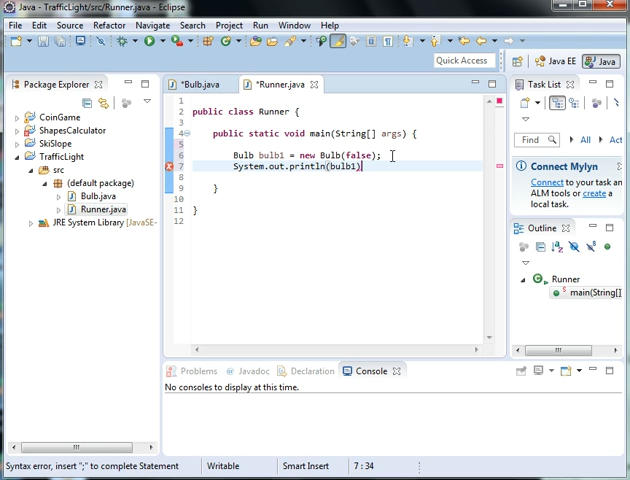 Java - TrafficLight/src/Runner.java - Eclipse
File Edit Source Refactor Navigate Search Project Run Window Help
Quick Access
Java EE
Java
Package Explorer
*Bulb.java
*Runner.java
Task List
CoinGame
ShapesCalculator
SkiSlope
TrafficLight
src
(default package)
Bulb.java
Runner.java
JRE System Library [JavaSE-
1
2 public class Runner {
3
4 public static void main(String[] args) {
5
6 Bulb bulb1 = new Bulb(false);
7 System.out.println(bulb1)
8
9 }
10
11 }
12
Find
All
Acti
Connect Mylyn
Connect to your task an
ALM tools or create a
local task.
Outline
Runner
main(String[]
Problems Javadoc Declaration Console
No consoles to display at this time.
Syntax error, insert ";" to complete Statement
Writable
Smart Insert
7 : 34